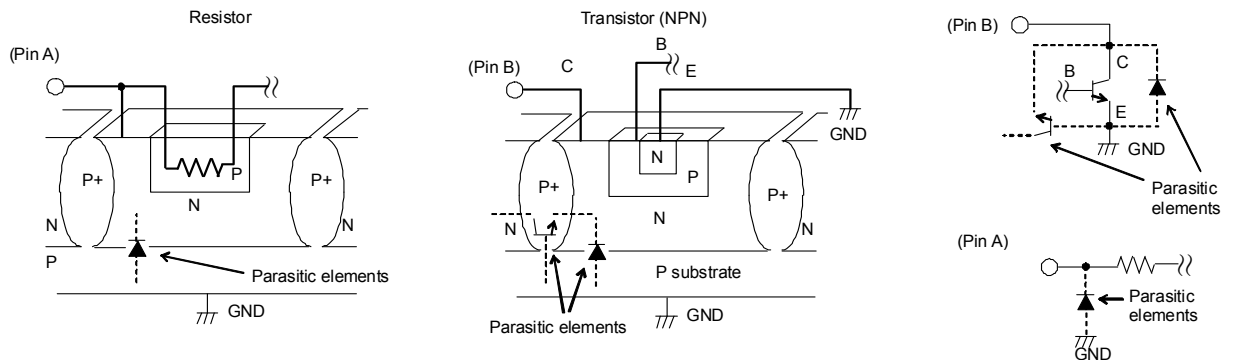 Resistor
(Pin A)
P+
P
P+
N
N
N
P
Parasitic elements
GND
Transistor (NPN)
B
(Pin B)
C
E
GND
N
P+
P
P+
N
N
N
P substrate
Parasitic elements
GND
(Pin B)
C
B
E
GND
Parasitic
elements
(Pin A)
Parasitic
elements
GND